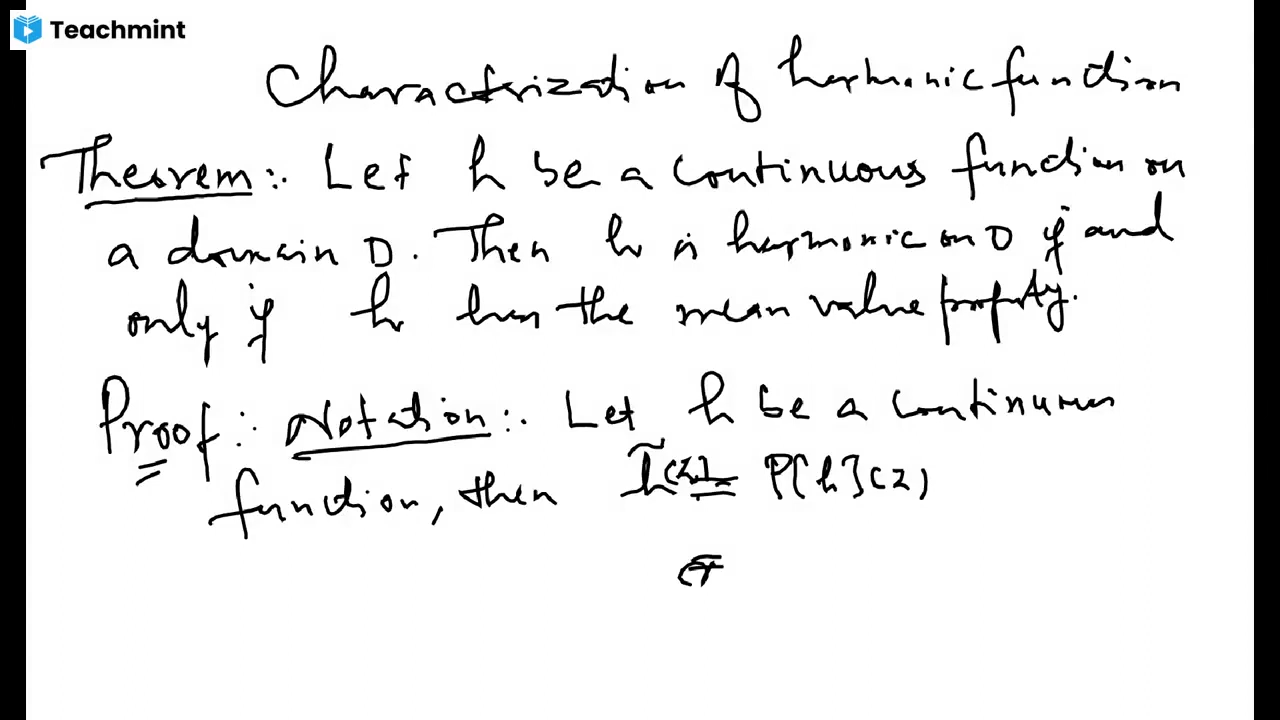 Teachmint
Characterization of harmonic function
Theorem:. Let h be a continuous function on
a domain D. Then h is harmonic on D if and
only if h has the mean value property.
Proof:. Notation:. Let h be a continuous
function, then h̃(z) = P[h](z)